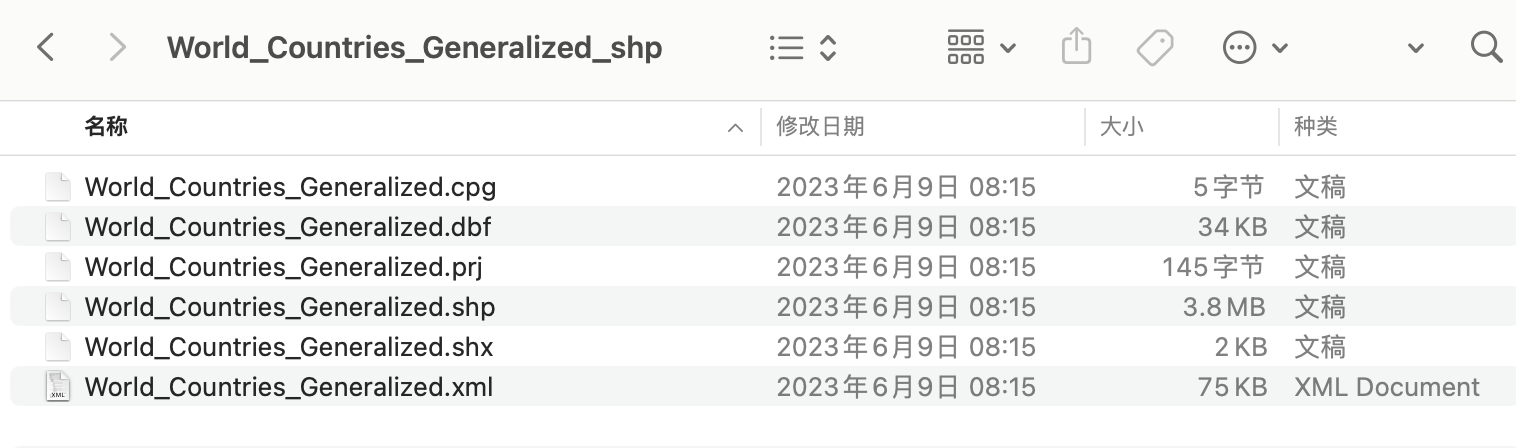 World_Countries_Generalized_shp
名称 修改日期 大小 种类
World_Countries_Generalized.cpg 2023年6月9日 08:15 5字节 文稿
World_Countries_Generalized.dbf 2023年6月9日 08:15 34 KB 文稿
World_Countries_Generalized.prj 2023年6月9日 08:15 145字节 文稿
World_Countries_Generalized.shp 2023年6月9日 08:15 3.8 MB 文稿
World_Countries_Generalized.shx 2023年6月9日 08:15 2 KB 文稿
XML World_Countries_Generalized.xml 2023年6月9日 08:15 75 KB XML Document